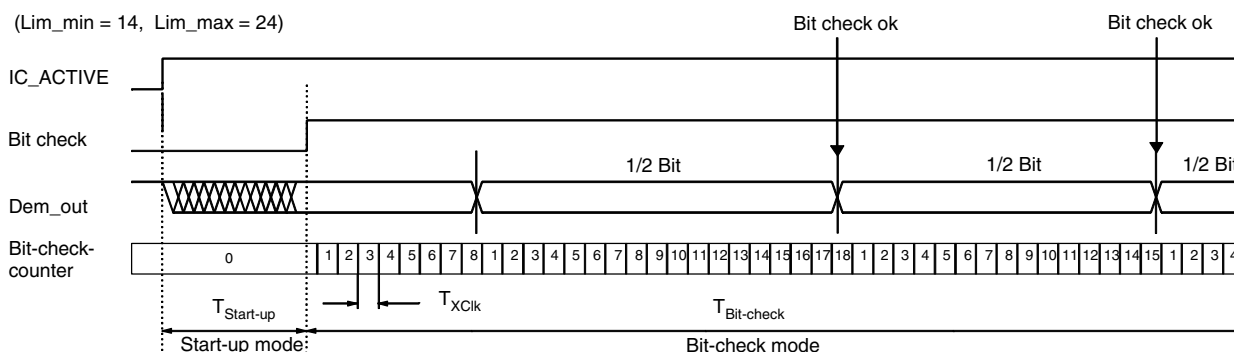 (Lim_min = 14, Lim_max = 24)
Bit check ok
Bit check ok
IC_ACTIVE
Bit check
1/2 Bit
1/2 Bit
1/2 Bit
Dem_out
Bit-check-
counter
0
1 2 3 4 5 6 7 8 1 2 3 4 5 6 7 8 9 10 11 12 13 14 15 16 17 18 1 2 3 4 5 6 7 8 9 10 11 12 13 14 15 1 2 3 4
TStart-up
TXClk
TBit-check
Start-up mode
Bit-check mode